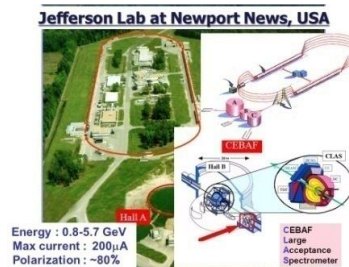 Jefferson Lab at Newport News, USA
CEBAF
CLAS
Hall B
Hall A
Energy : 0.8-5.7 GeV
Max current : 200μA
Polarization : ~80%
CEBAF
Large
Acceptance
Spectrometer